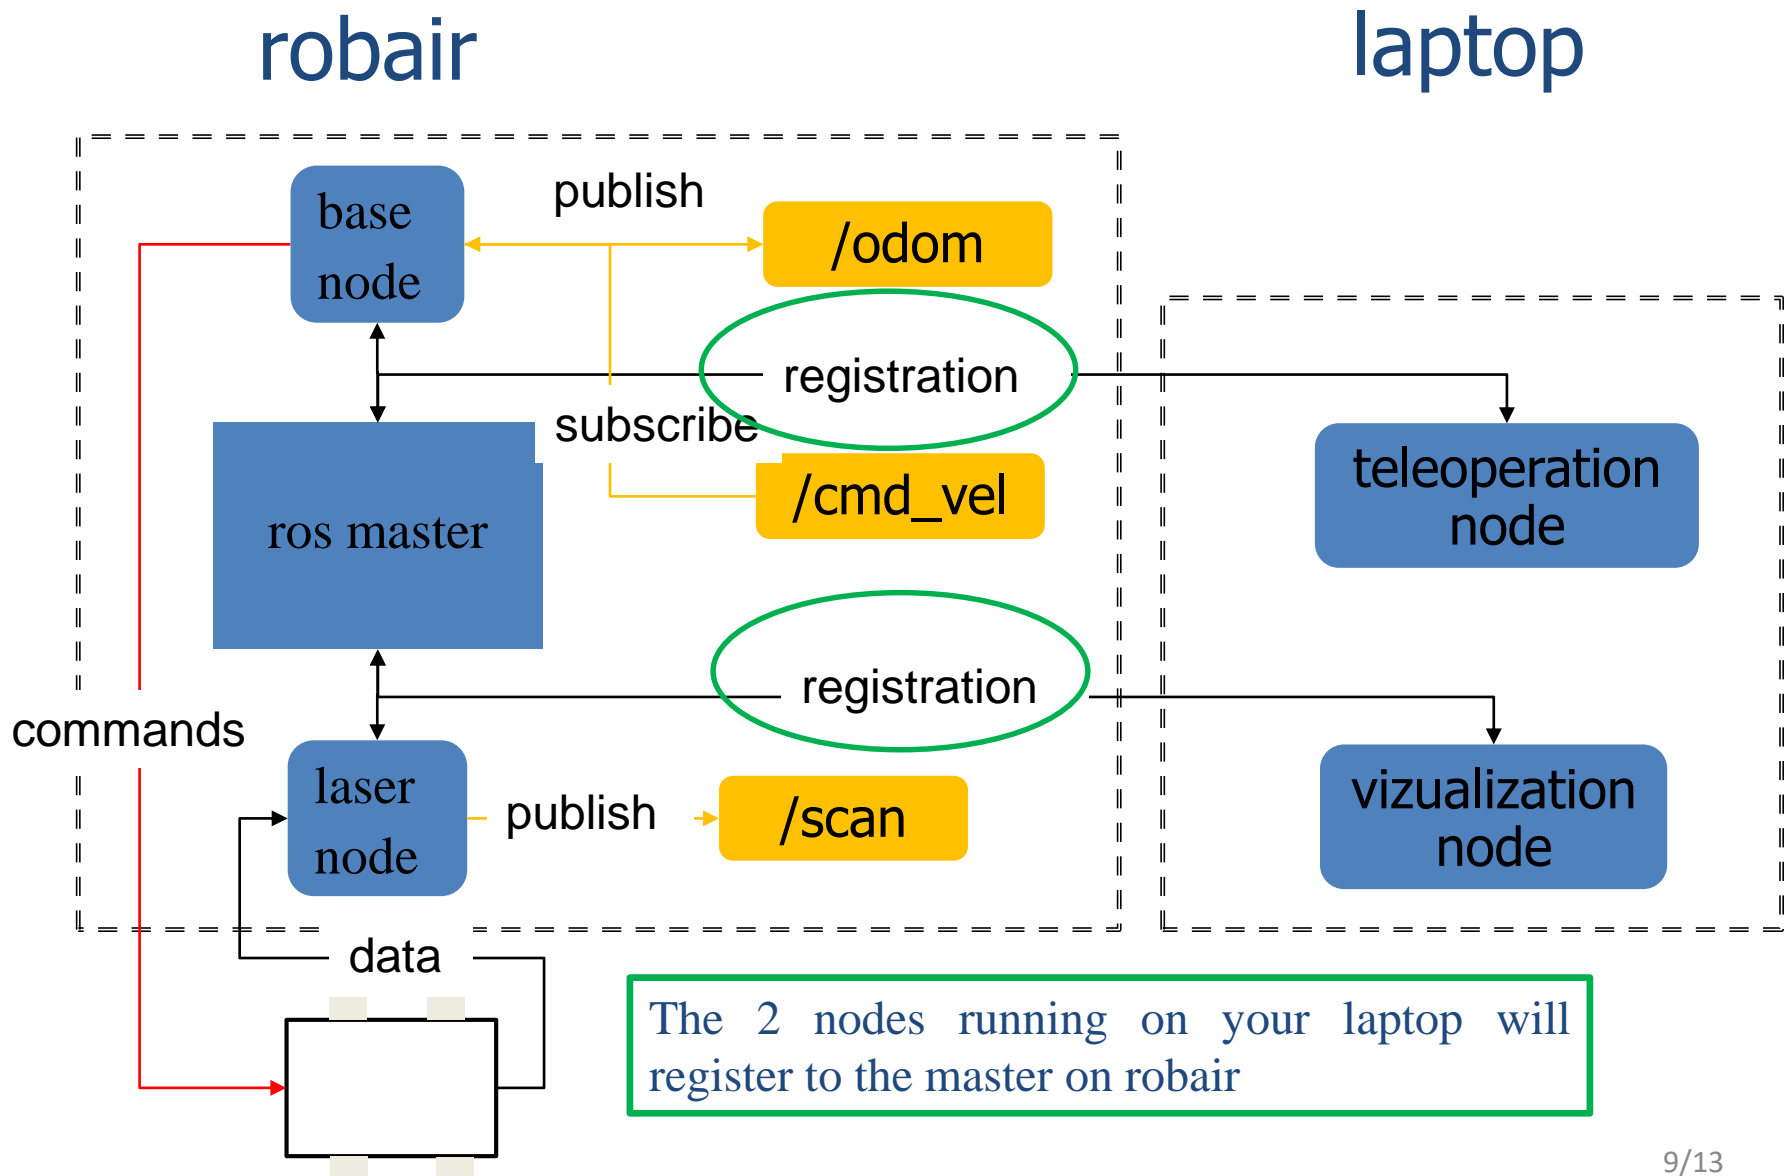 robair
laptop
base
node
publish
/odom
registration
subscribe
/cmd_vel
ros master
teleoperation
node
registration
commands
laser
node
publish
/scan
vizualization
node
data
The 2 nodes running on your laptop will
register to the master on robair
9/13